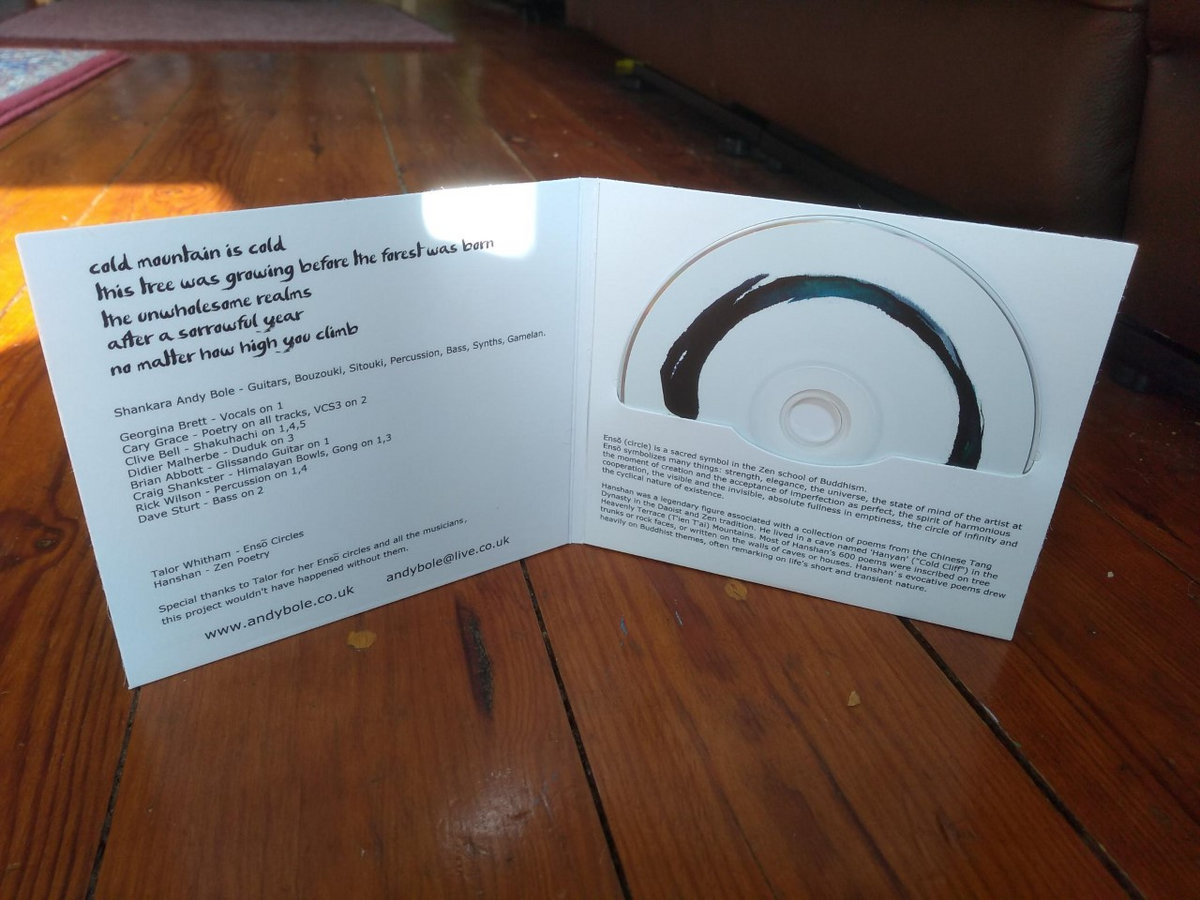 cold mountain is cold
this tree was growing before the forest was born
the unwholesome realms
after a sorrowful year
no matter how high you climb
Shankara Andy Bole - Guitars, Bouzouki, Sitouki, Percussion, Bass, Synths, Gamelan.
Georgina Brett - Vocals on 1
Cary Grace - Poetry on all tracks, VCS3 on 2
Clive Bell - Shakuhachi on 1,4,5
Didier Malherbe - Duduk on 3
Brian Abbott - Glissando Guitar on 1
Craig Shankster - Himalayan Bowls, Gong on 1,3
Rick Wilson - Percussion on 1,4
Dave Sturt - Bass on 2
Talor Whitham - Ensō Circles
Hanshan - Zen Poetry
Special thanks to Talor for her Ensō circles and all the musicians,
this project wouldn't have happened without them.
www.andybole.co.uk
andybole@live.co.uk
Ensō (circle) is a sacred symbol in the Zen school of Buddhism.
Ensō symbolizes many things: strength, elegance, the universe, the state of mind of the artist at
the moment of creation and the acceptance of imperfection as perfect, the spirit of harmonious
cooperation, the visible and the invisible, absolute fullness in emptiness, the circle of infinity and
the cyclical nature of existence.
Hanshan was a legendary figure associated with a collection of poems from the Chinese Tang
Dynasty in the Daoist and Zen tradition. He lived in a cave named 'Hanyan' ("Cold Cliff") in the
Heavenly Terrace (T'ien T'ai) Mountains. Most of Hanshan's 600 poems were inscribed on tree
trunks or rock faces, or written on the walls of caves or houses. Hanshan's evocative poems drew
heavily on Buddhist themes, often remarking on life's short and transient nature.